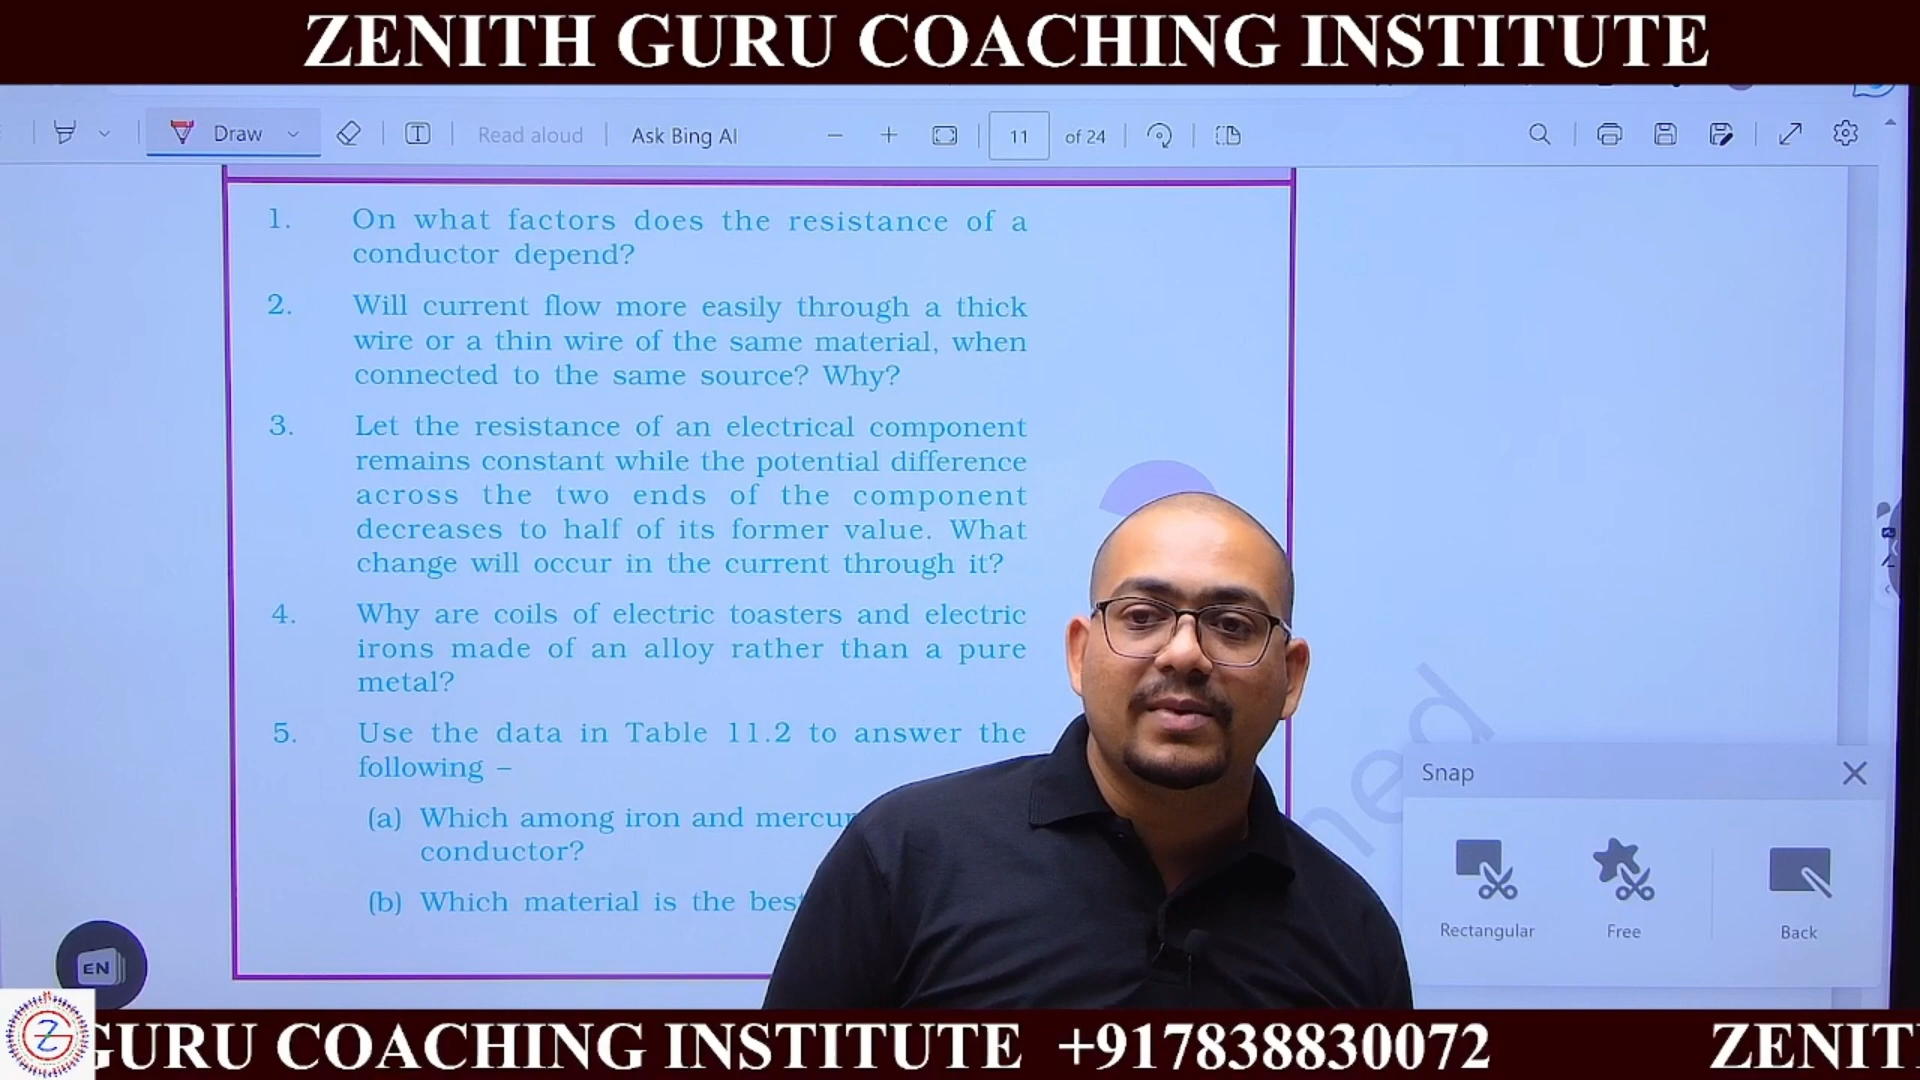 ZENITH GURU COACHING INSTITUTE
Draw
Read aloud
Ask Bing AI
11
of 24
1. On what factors does the resistance of a
conductor depend?
2. Will current flow more easily through a thick
wire or a thin wire of the same material, when
connected to the same source? Why?
3. Let the resistance of an electrical component
remains constant while the potential difference
across the two ends of the component
decreases to half of its former value. What
change will occur in the current through it?
4. Why are coils of electric toasters and electric
irons made of an alloy rather than a pure
metal?
5. Use the data in Table 11.2 to answer the
following –
(a) Which among iron and
conductor?
(b) Which material is the
Snap
Rectangular
Free
Back
EN
GURU COACHING INSTITUTE +917838830072